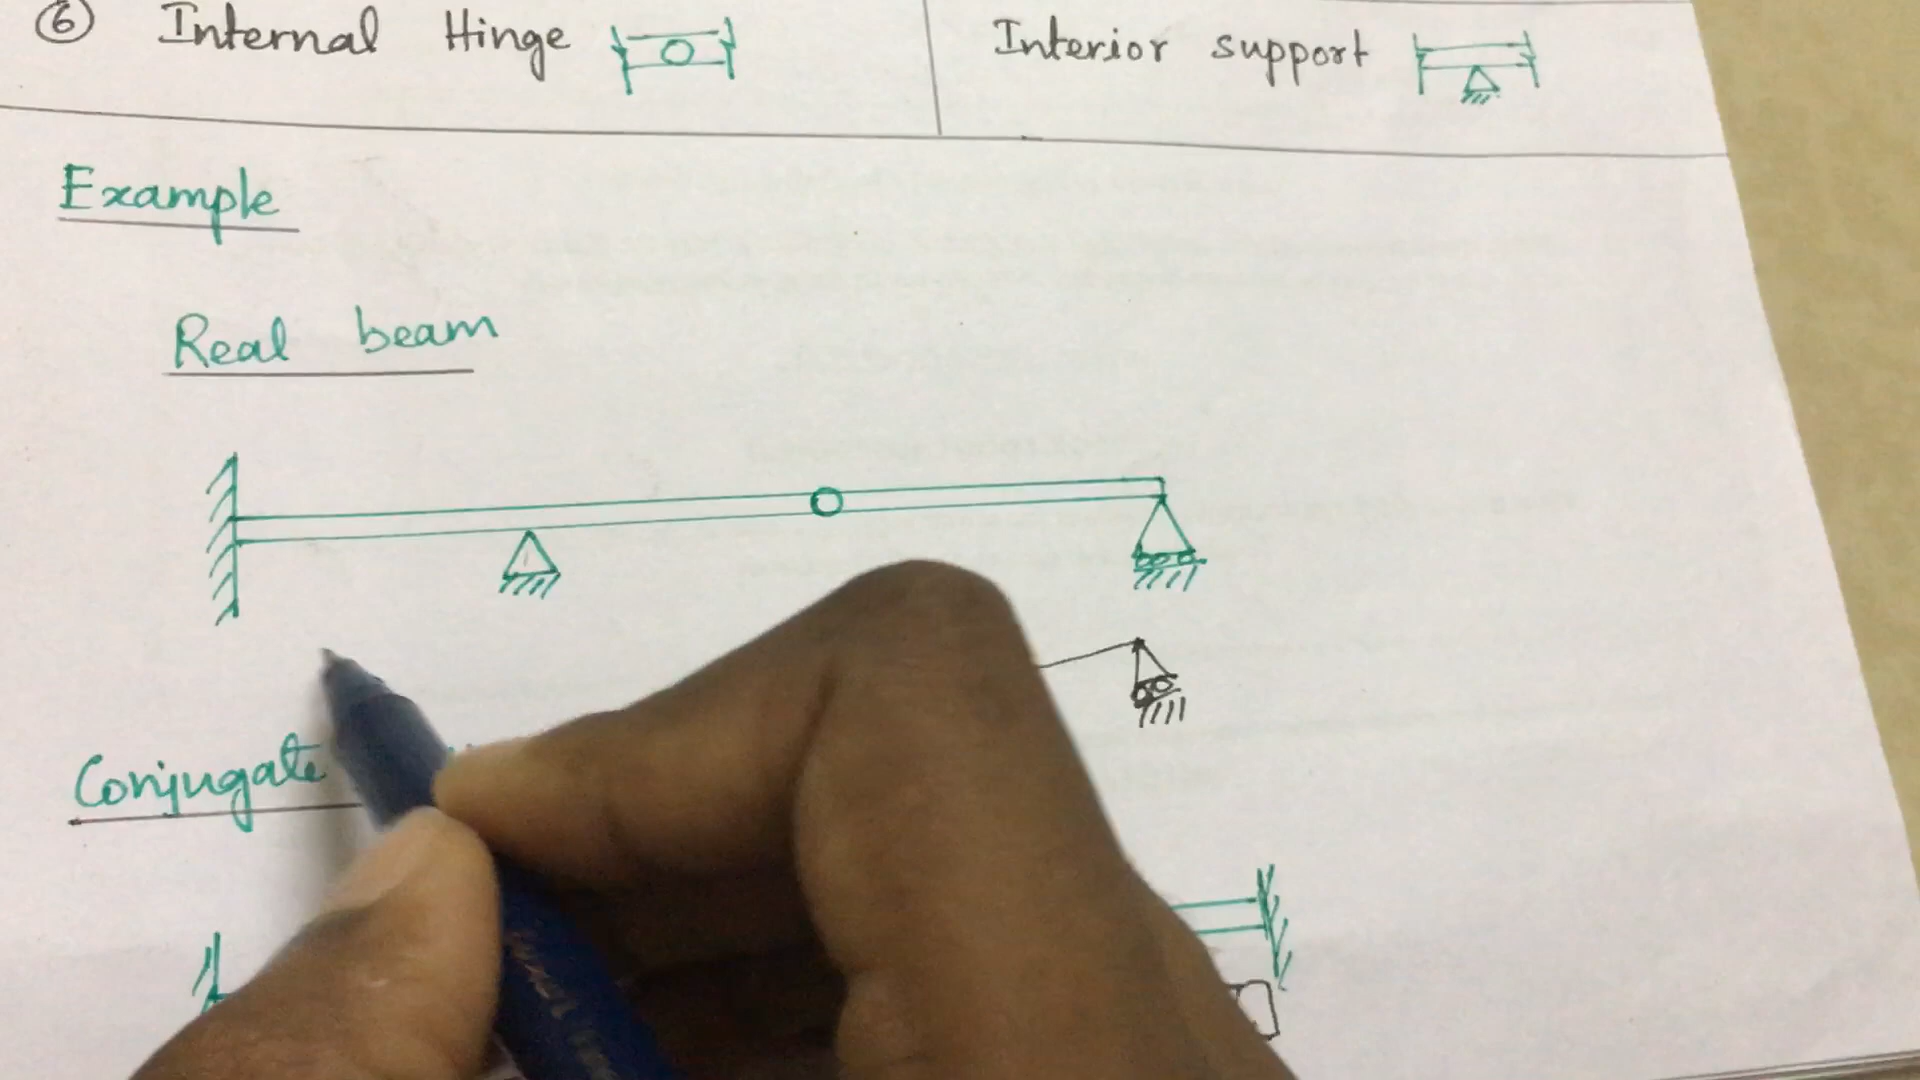 ⑥ Internal Hinge
Interior support
Example
Real beam
Conjugate